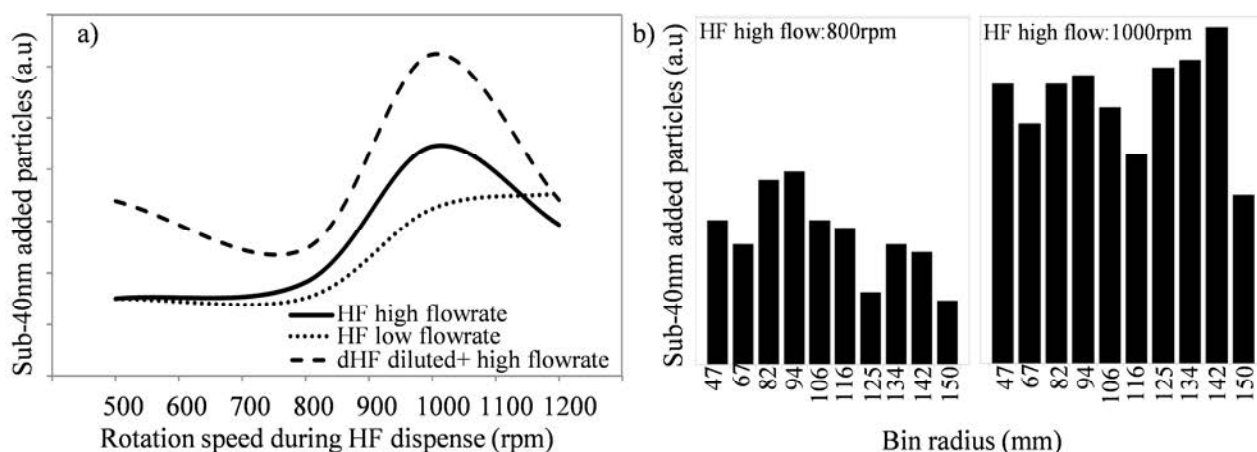 a)
Sub-40nm added particles (a.u)
HF high flowrate
HF low flowrate
dHF diluted+ high flowrate
500 600 700 800 900 1000 1100 1200
Rotation speed during HF dispense (rpm)
b)
Sub-40nm added particles (a.u)
HF high flow:800rpm
47 67 82 94 106 116 125 134 142 150
HF high flow:1000rpm
47 67 82 94 106 116 125 134 142 150
Bin radius (mm)